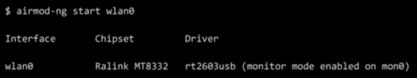 $ airmod-ng start wlan0
Interface Chipset Driver
wlan0 Ralink MT8332 rt2603usb (monitor mode enabled on mon0)